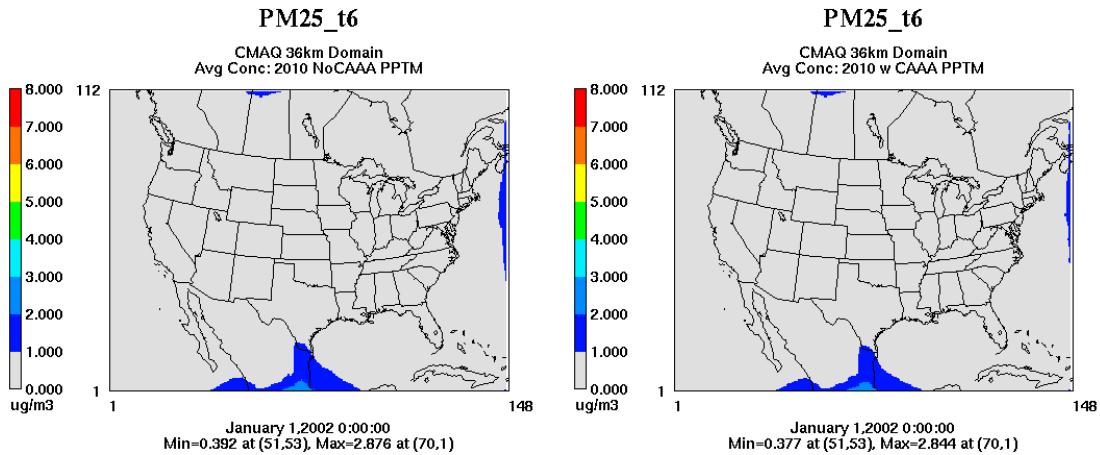 PM25_t6
CMAQ 36km Domain
Avg Conc: 2010 NoCAAA PPTM
8.000
7.000
6.000
5.000
4.000
3.000
2.000
1.000
0.000
ug/m3
112
1
1
148
January 1,2002 0:00:00
Min=0.392 at (51,53), Max=2.876 at (70,1)
PM25_t6
CMAQ 36km Domain
Avg Conc: 2010 w CAAA PPTM
8.000
7.000
6.000
5.000
4.000
3.000
2.000
1.000
0.000
ug/m3
112
1
1
148
January 1,2002 0:00:00
Min=0.377 at (51,53), Max=2.844 at (70,1)